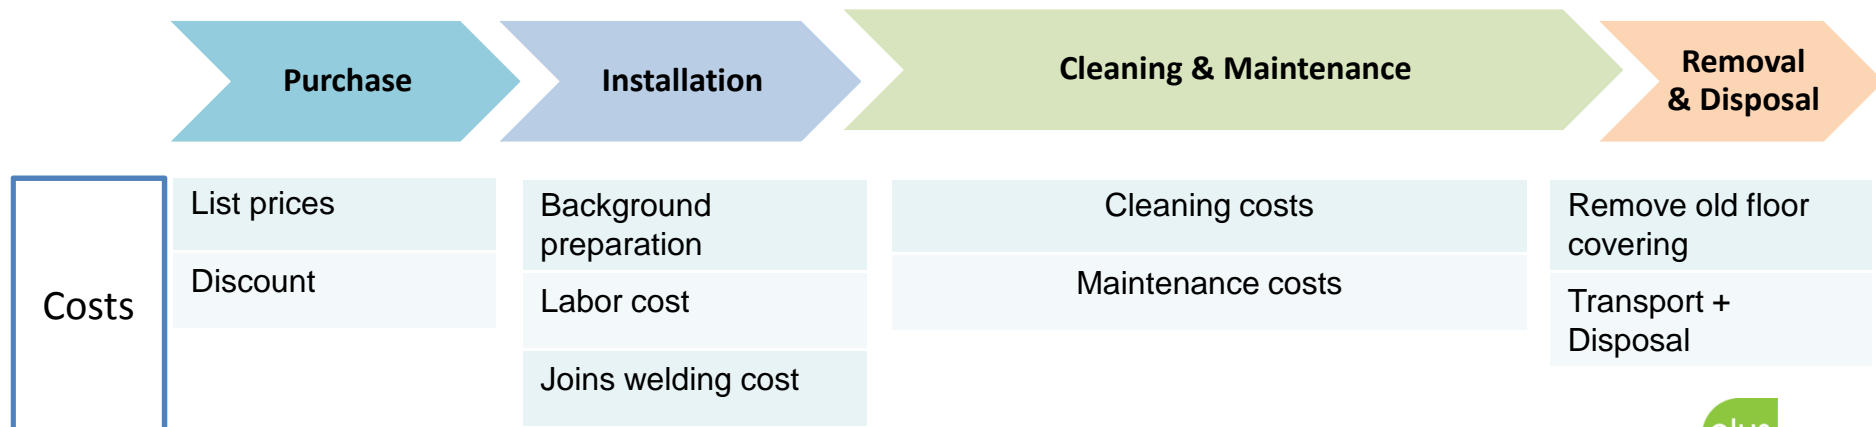 Purchase
Installation
Cleaning & Maintenance
Removal
& Disposal
Costs
List prices
Discount
Background
preparation
Labor cost
Joins welding cost
Cleaning costs
Maintenance costs
Remove old floor
covering
Transport +
Disposal